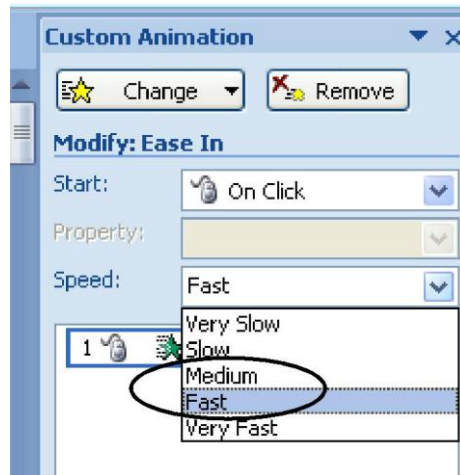 Custom Animation
Change
Remove
Modify: Ease In
Start:
On Click
Property:
Speed:
Fast
Very Slow
1
Slow
Medium
Fast
Very Fast